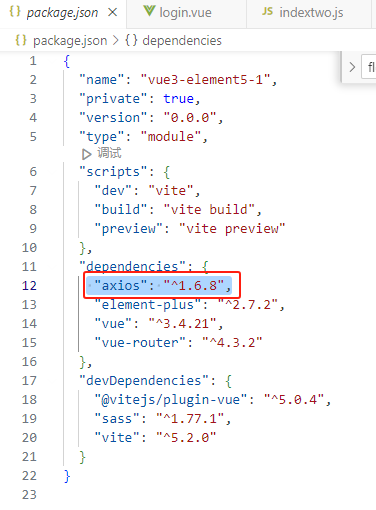 package.json
login.vue
JS indextwo.js
package.json > dependencies
> fl
1 {
2 "name": "vue3-element5-1",
3 "private": true,
4 "version": "0.0.0",
5 "type": "module",
调试
6 "scripts": {
7 "dev": "vite",
8 "build": "vite build",
9 "preview": "vite preview"
10 },
11 "dependencies": {
12 "axios": "^1.6.8",
13 "element-plus": "^2.7.2",
14 "vue": "^3.4.21",
15 "vue-router": "^4.3.2"
16 },
17 "devDependencies": {
18 "@vitejs/plugin-vue": "^5.0.4",
19 "sass": "^1.77.1",
20 "vite": "^5.2.0"
21 }
22 }
23